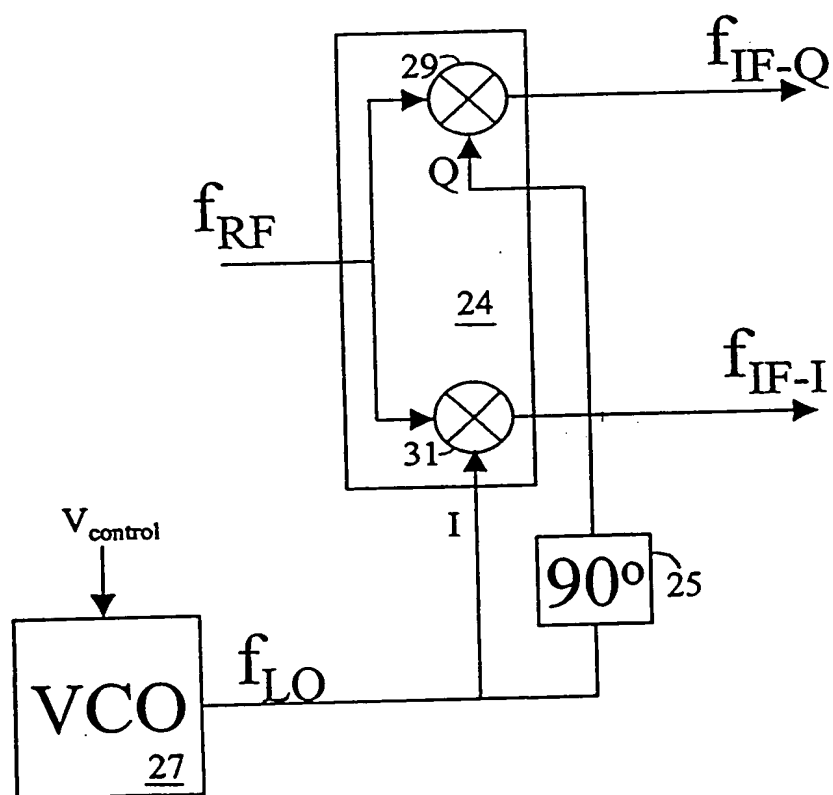 29
f_IF-Q
Q
f_RF
24
f_IF-I
31
I
V_control
90°
25
f_LO
VCO
27